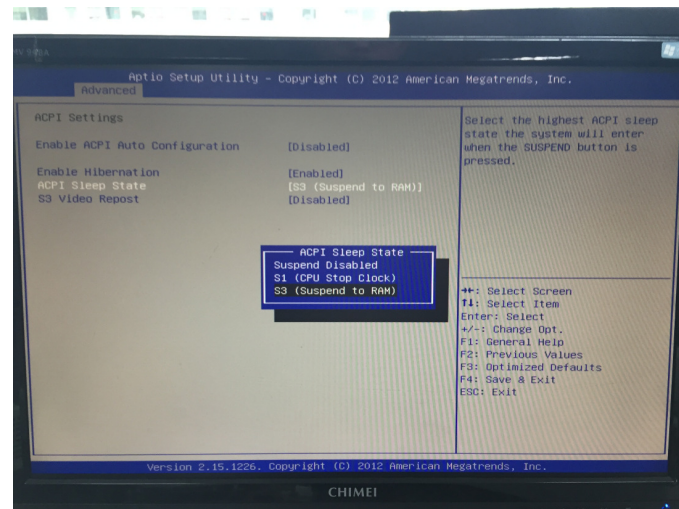 Aptio Setup Utility – Copyright (C) 2012 American Megatrends, Inc.
Advanced
ACPI Settings
Enable ACPI Auto Configuration [Disabled]
Enable Hibernation [Enabled]
ACPI Sleep State [S3 (Suspend to RAM)]
S3 Video Repost [Disabled]
Select the highest ACPI sleep
state the system will enter
when the SUSPEND button is
pressed.
ACPI Sleep State
Suspend Disabled
S1 (CPU Stop Clock)
S3 (Suspend to RAM)
→←: Select Screen
↑↓: Select Item
Enter: Select
+/-: Change Opt.
F1: General Help
F2: Previous Values
F3: Optimized Defaults
F4: Save & Exit
ESC: Exit
Version 2.15.1226. Copyright (C) 2012 American Megatrends, Inc.
CHIMEI